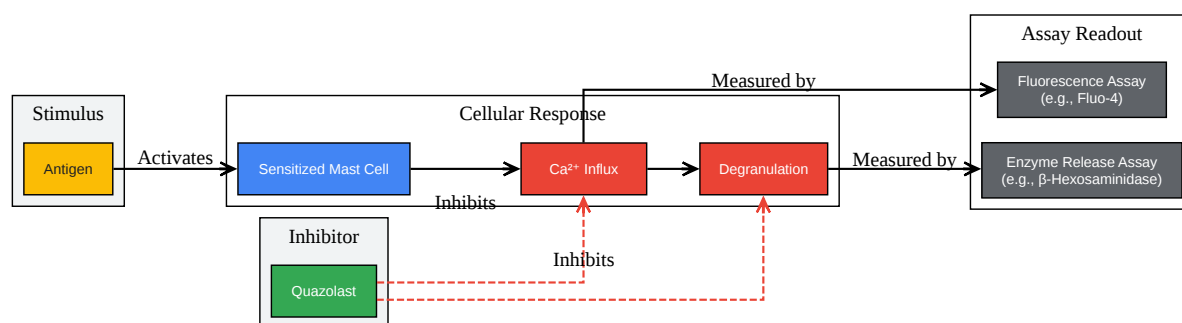 Assay Readout
Measured by
Fluorescence Assay
(e.g., Fluo-4)
Stimulus
Cellular Response
Antigen
Activates
Sensitized Mast Cell
Ca²⁺ Influx
Degranulation
Measured by
Enzyme Release Assay
(e.g., β-Hexosaminidase)
Inhibits
Inhibitor
Inhibits
Quazolast